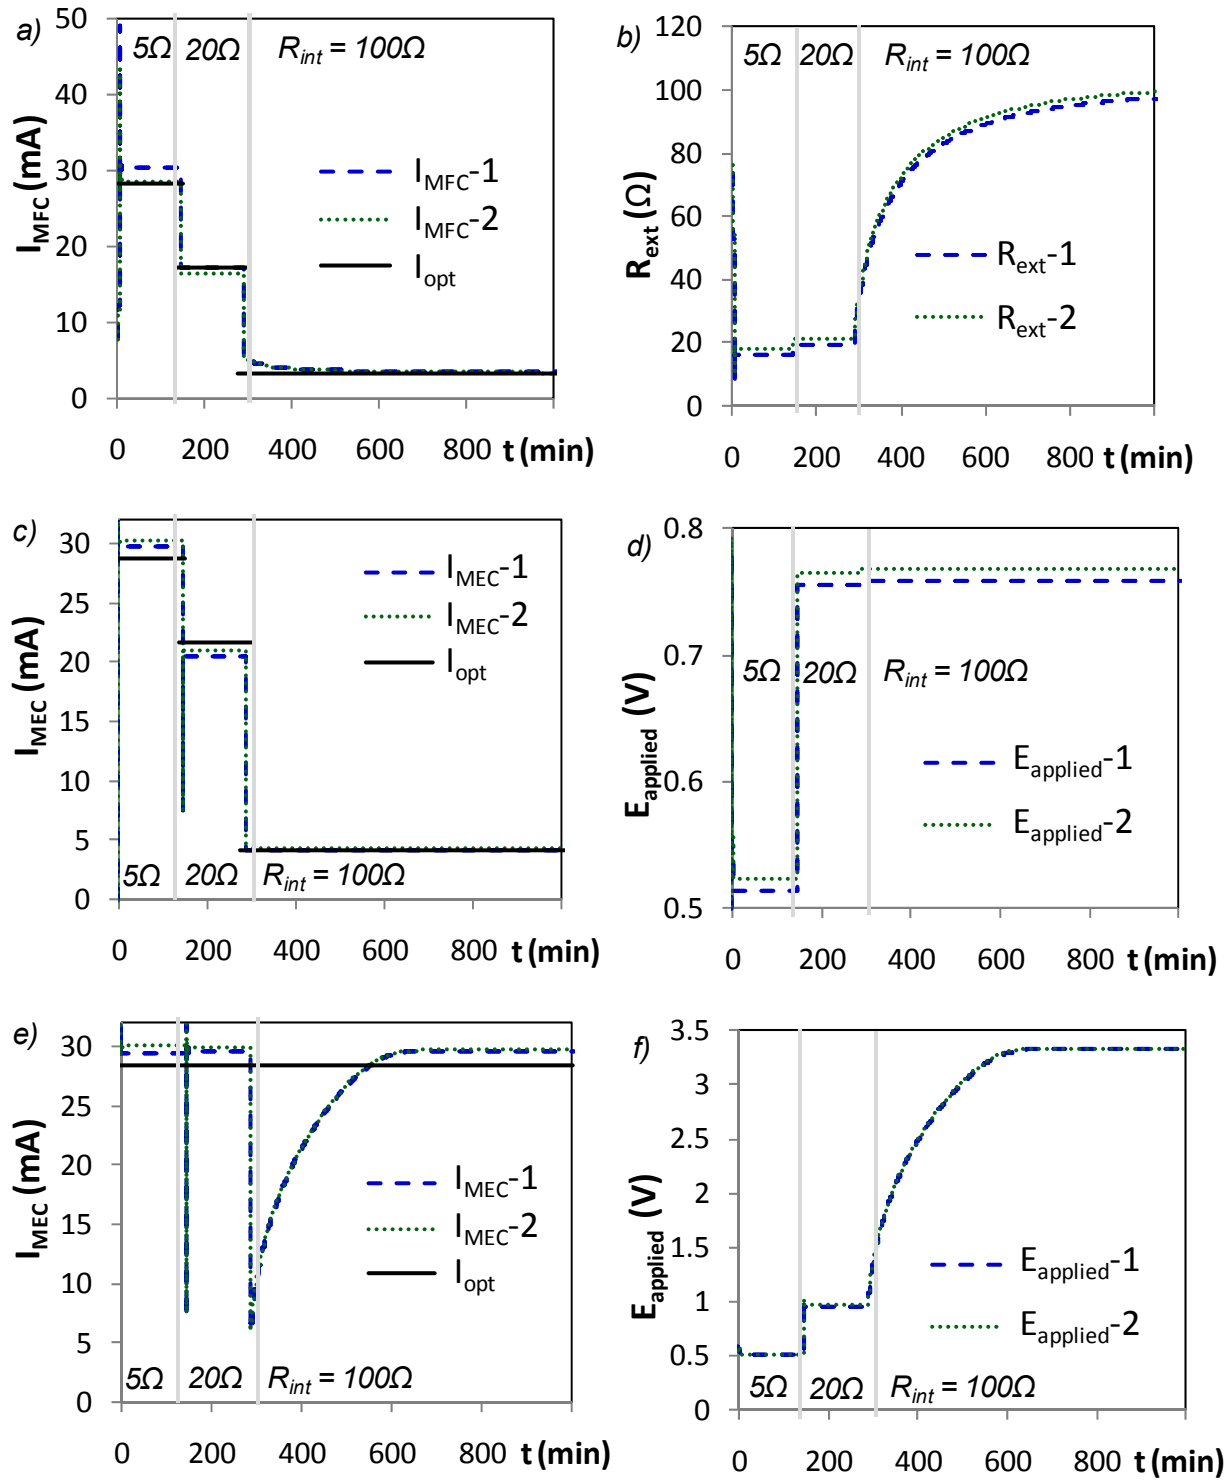 a)
I_MFC (mA)
50
40
30
20
10
0
5Ω 20Ω R_int = 100Ω
I_MFC-1
I_MFC-2
I_opt
0 200 400 600 800 t (min)
b)
R_ext (Ω)
120
100
80
60
40
20
0
5Ω 20Ω R_int = 100Ω
R_ext-1
R_ext-2
0 200 400 600 800 t (min)
c)
I_MEC (mA)
30
25
20
15
10
5
0
I_MEC-1
I_MEC-2
I_opt
5Ω 20Ω R_int = 100Ω
0 200 400 600 800 t (min)
d)
E_applied (V)
0.8
0.7
0.6
0.5
5Ω 20Ω R_int = 100Ω
E_applied-1
E_applied-2
0 200 400 600 800 t (min)
e)
I_MEC (mA)
30
25
20
15
10
5
0
I_MEC-1
I_MEC-2
I_opt
5Ω 20Ω R_int = 100Ω
0 200 400 600 800 t (min)
f)
E_applied (V)
3.5
3
2.5
2
1.5
1
0.5
0
E_applied-1
E_applied-2
5Ω 20Ω R_int = 100Ω
0 200 400 600 800 t (min)